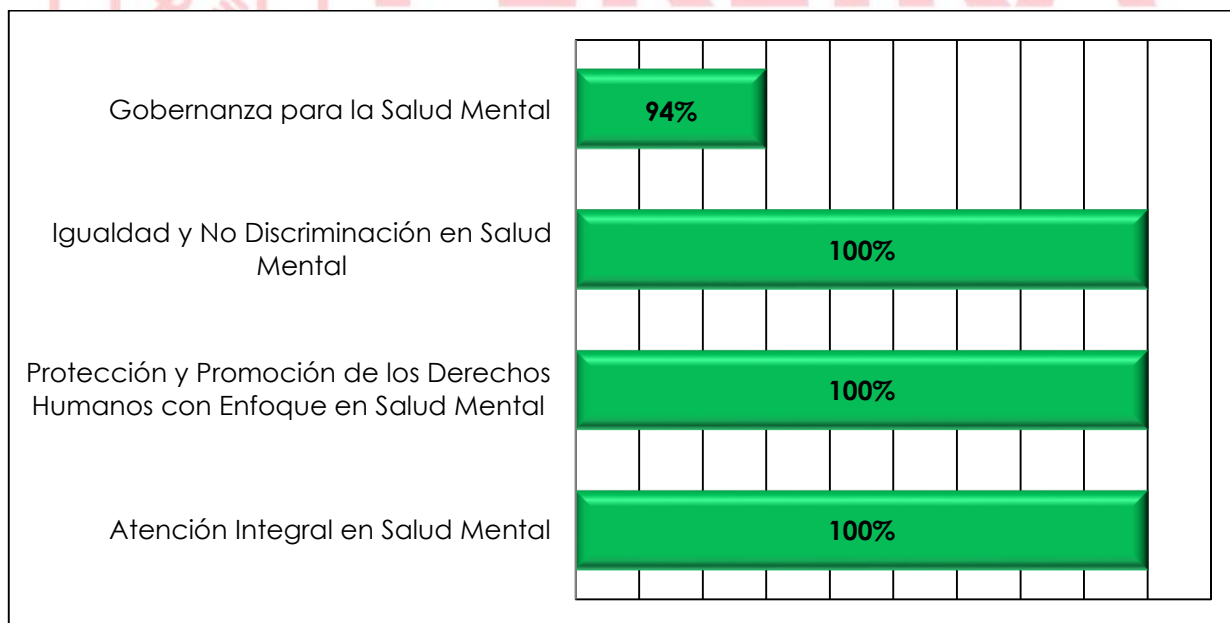 Gobernanza para la Salud Mental
94%
Igualdad y No Discriminación en Salud
Mental
100%
Protección y Promoción de los Derechos
Humanos con Enfoque en Salud Mental
100%
Atención Integral en Salud Mental
100%